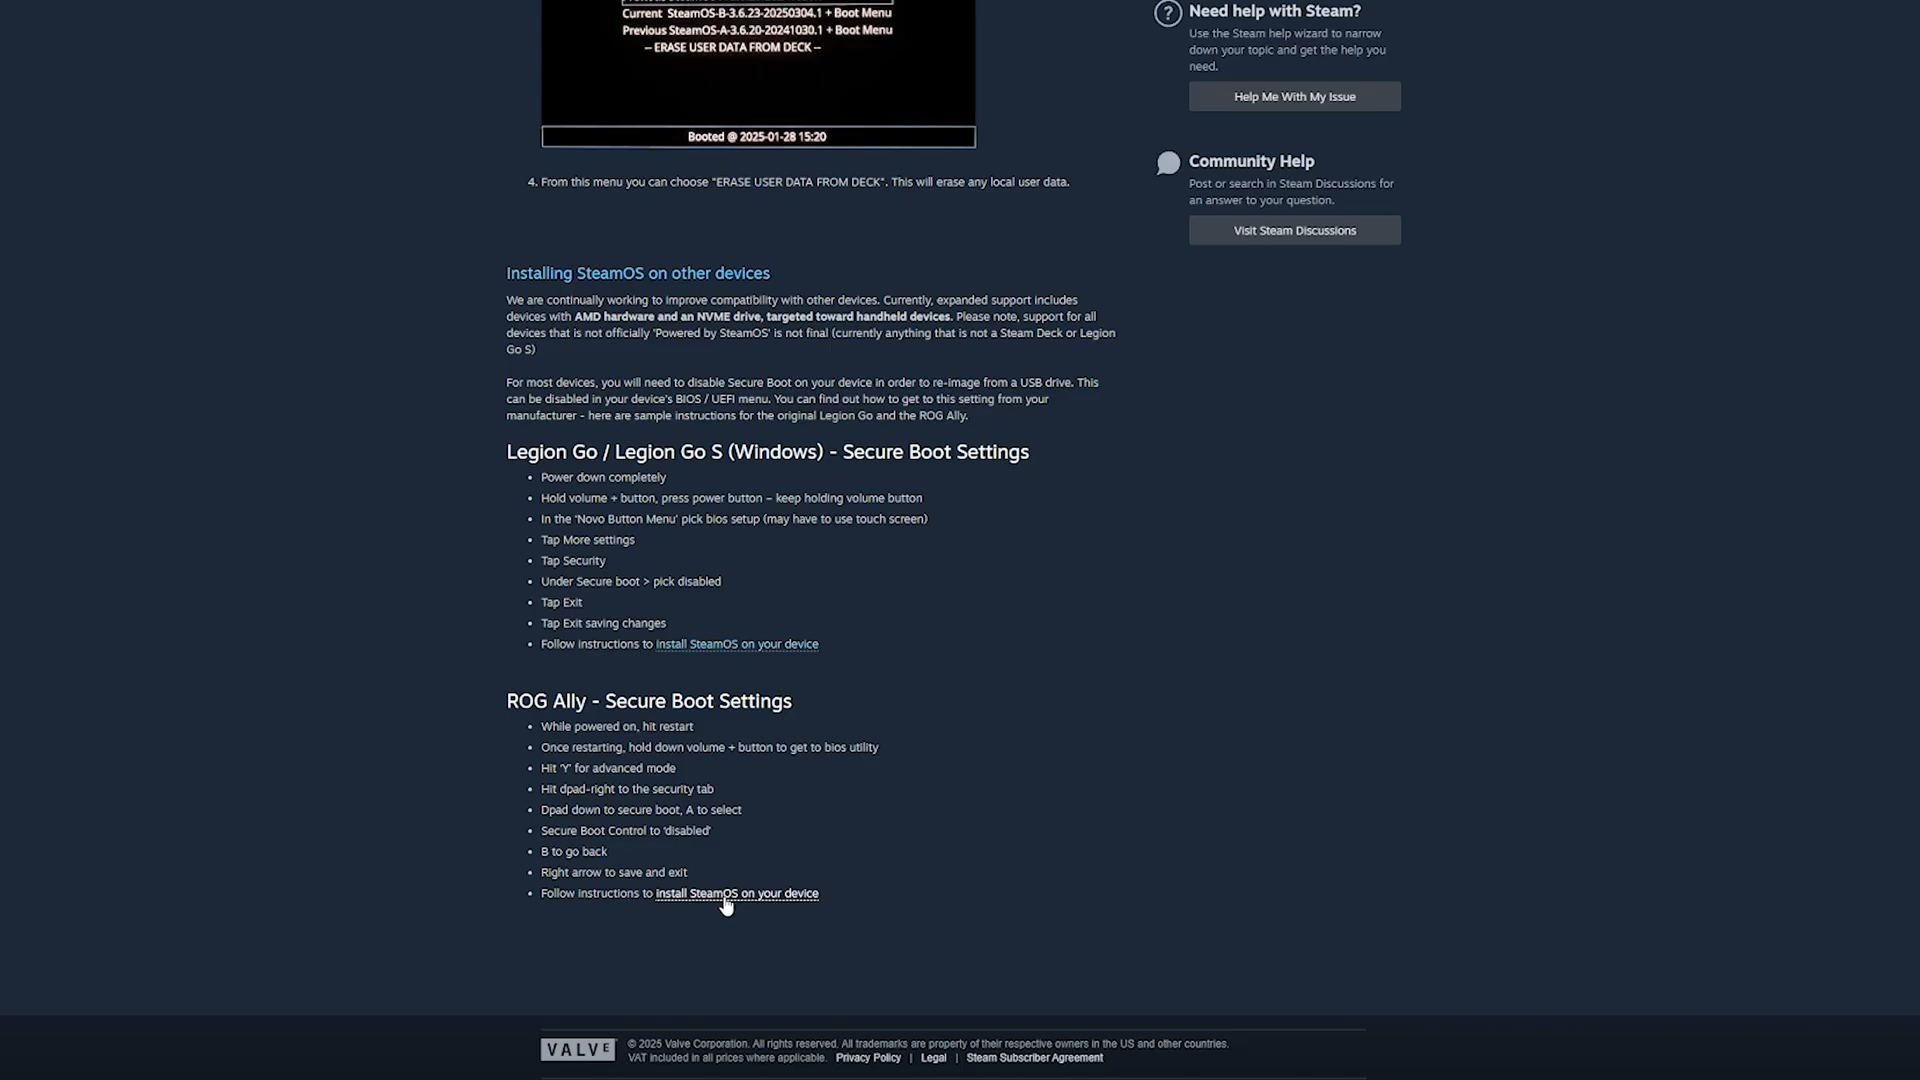 Current SteamOS-B-3.6.23-20250304.1 + Boot Menu
Previous SteamOS-A-3.6.20-20241030.1 + Boot Menu
-- ERASE USER DATA FROM DECK --
Booted @ 2025-01-28 15:20
4. From this menu you can choose "ERASE USER DATA FROM DECK". This will erase any local user data.
Installing SteamOS on other devices
We are continually working to improve compatibility with other devices. Currently, expanded support includes
devices with AMD hardware and an NVME drive, targeted toward handheld devices. Please note, support for all
devices that is not officially 'Powered by SteamOS' is not final (currently anything that is not a Steam Deck or Legion
Go S)
For most devices, you will need to disable Secure Boot on your device in order to re-image from a USB drive. This
can be disabled in your device's BIOS / UEFI menu. You can find out how to get to this setting from your
manufacturer - here are sample instructions for the original Legion Go and the ROG Ally.
Legion Go / Legion Go S (Windows) - Secure Boot Settings
• Power down completely
• Hold volume + button, press power button – keep holding volume button
• In the 'Novo Button Menu' pick bios setup (may have to use touch screen)
• Tap More settings
• Tap Security
• Under Secure boot > pick disabled
• Tap Exit
• Tap Exit saving changes
• Follow instructions to install SteamOS on your device
ROG Ally - Secure Boot Settings
• While powered on, hit restart
• Once restarting, hold down volume + button to get to bios utility
• Hit 'Y' for advanced mode
• Hit dpad-right to the security tab
• Dpad down to secure boot, A to select
• Secure Boot Control to 'disabled'
• B to go back
• Right arrow to save and exit
• Follow instructions to install SteamOS on your device
? Need help with Steam?
Use the Steam help wizard to narrow
down your topic and get the help you
need.
Help Me With My Issue
Community Help
Post or search in Steam Discussions for
an answer to your question.
Visit Steam Discussions
VALVE
© 2025 Valve Corporation. All rights reserved. All trademarks are property of their respective owners in the US and other countries.
VAT included in all prices where applicable. Privacy Policy | Legal | Steam Subscriber Agreement